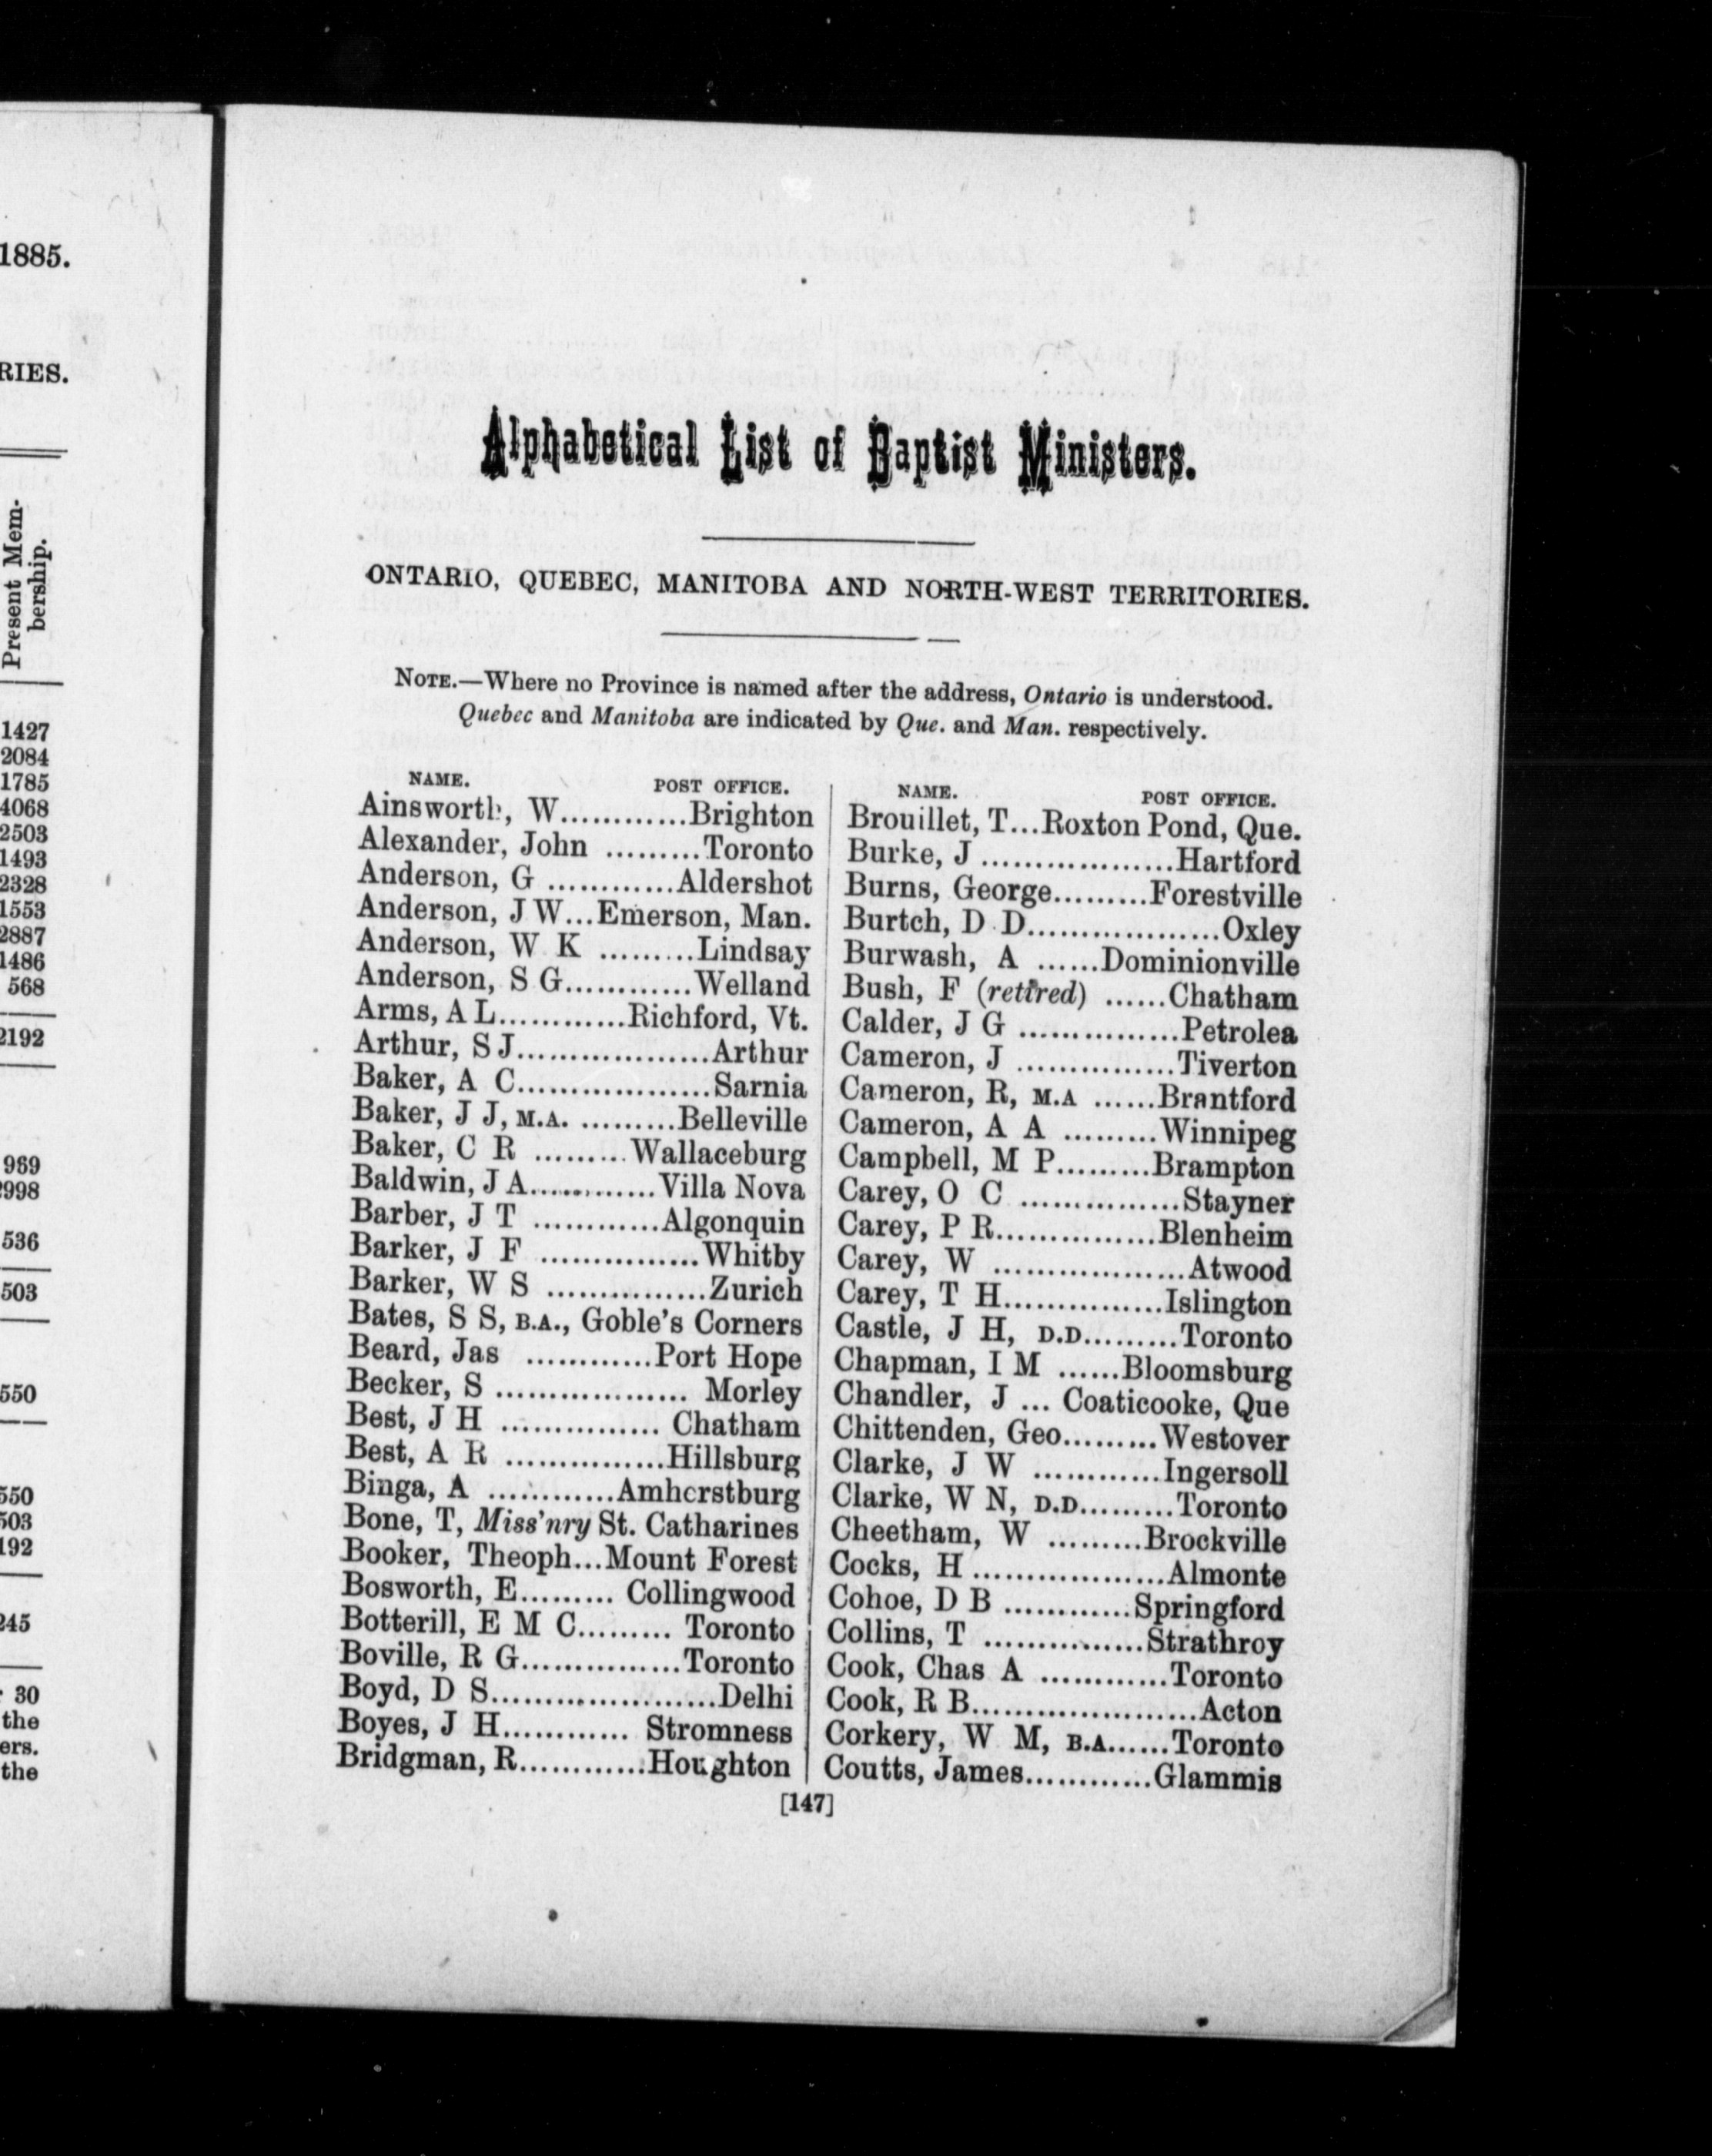 1885.
RIES.
Present Mem-
bership.
1427
2084
1785
4068
2503
1493
2328
1553
2887
1486
568
2192
969
2998
536
503
550
550
503
192
245
30
the
ers.
the
Alphabetical List of Baptist Ministers.
ONTARIO, QUEBEC, MANITOBA AND NORTH-WEST TERRITORIES.
NOTE.—Where no Province is named after the address, Ontario is understood.
Quebec and Manitoba are indicated by Que. and Man. respectively.
NAME. POST OFFICE.
Ainsworth, W............Brighton
Alexander, John .........Toronto
Anderson, G ............Aldershot
Anderson, J W...Emerson, Man.
Anderson, W K .........Lindsay
Anderson, S G............Welland
Arms, A L............Richford, Vt.
Arthur, S J..................Arthur
Baker, A C..................Sarnia
Baker, J J, M.A. .........Belleville
Baker, C R .........Wallaceburg
Baldwin, J A............Villa Nova
Barber, J T ............Algonquin
Barker, J F ...............Whitby
Barker, W S ...............Zurich
Bates, S S, B.A., Goble's Corners
Beard, Jas ............Port Hope
Becker, S .................. Morley
Best, J H ............... Chatham
Best, A R ...............Hillsburg
Binga, A ............Amherstburg
Bone, T, Miss'nry St. Catharines
Booker, Theoph...Mount Forest
Bosworth, E......... Collingwood
Botterill, E M C......... Toronto
Boville, R G...............Toronto
Boyd, D S.....................Delhi
Boyes, J H............ Stromness
Bridgman, R............Houghton
NAME. POST OFFICE.
Brouillet, T...Roxton Pond, Que.
Burke, J ..................Hartford
Burns, George.........Forestville
Burtch, D D..................Oxley
Burwash, A ......Dominionville
Bush, F (retired) ......Chatham
Calder, J G ...............Petrolea
Cameron, J ...............Tiverton
Cameron, R, M.A ......Brantford
Cameron, A A .........Winnipeg
Campbell, M P.........Brampton
Carey, O C ...............Stayner
Carey, P R...............Blenheim
Carey, W ..................Atwood
Carey, T H...............Islington
Castle, J H, D.D.........Toronto
Chapman, I M ......Bloomsburg
Chandler, J ... Coaticooke, Que
Chittenden, Geo.........Westover
Clarke, J W ............Ingersoll
Clarke, W N, D.D.........Toronto
Cheetham, W .........Brockville
Cocks, H ..................Almonte
Cohoe, D B ............Springford
Collins, T ...............Strathroy
Cook, Chas A ............Toronto
Cook, R B.....................Acton
Corkery, W M, B.A......Toronto
Coutts, James............Glammis
[147]